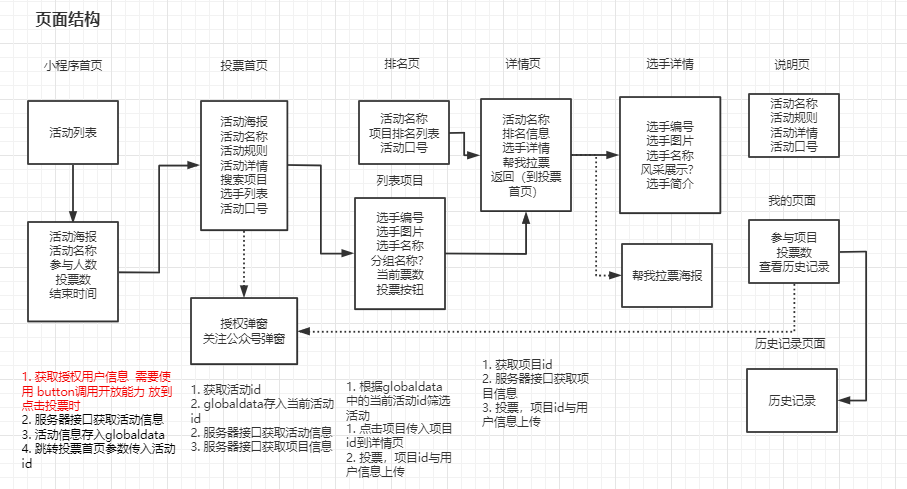 页面结构
小程序首页
活动列表
活动海报
活动名称
参与人数
投票数
结束时间
1. 获取授权用户信息  需要使
用 button调用开放能力 放到
点击投票时
2. 服务器接口获取活动信息
3. 活动信息存入globaldata
4. 跳转投票首页参数传入活动
id
投票首页
活动海报
活动名称
活动规则
活动详情
搜索项目
选手列表
活动口号
授权弹窗
关注公众号弹窗
1. 获取活动id
2. globaldata存入当前活动
id
2. 服务器接口获取活动信息
3. 服务器接口获取项目信息
排名页
活动名称
项目排名列表
活动口号
列表项目
选手编号
选手图片
选手名称
分组名称?
当前票数
投票按钮
1. 根据globaldata
中的当前活动id筛选
活动
1. 点击项目传入项目
id到详情页
2. 投票，项目id与用
户信息上传
详情页
活动名称
排名信息
选手详情
帮我拉票
返回（到投票
首页）
1. 获取项目id
2. 服务器接口获取项
目信息
3. 投票，项目id与用
户信息上传
选手详情
选手编号
选手图片
选手名称
风采展示?
选手简介
帮我拉票海报
说明页
活动名称
活动规则
活动详情
活动口号
我的页面
参与项目
投票数
查看历史记录
历史记录页面
历史记录